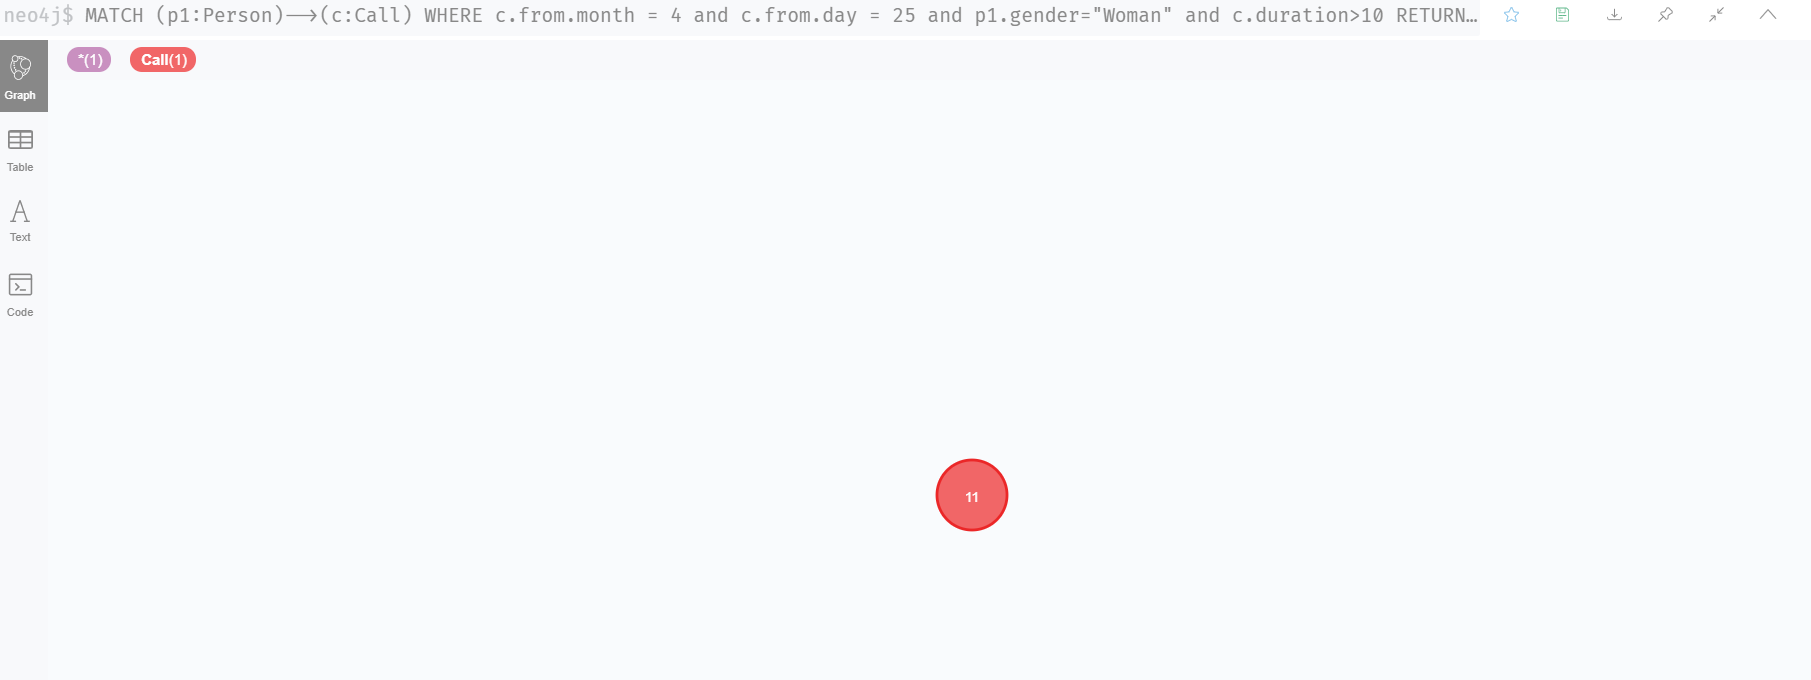 neo4j$ MATCH (p1:Person)-->(c:Call) WHERE c.from.month = 4 and c.from.day = 25 and p1.gender="Woman" and c.duration>10 RETURN…
*(1) Call(1)
Graph
Table
Text
Code
11